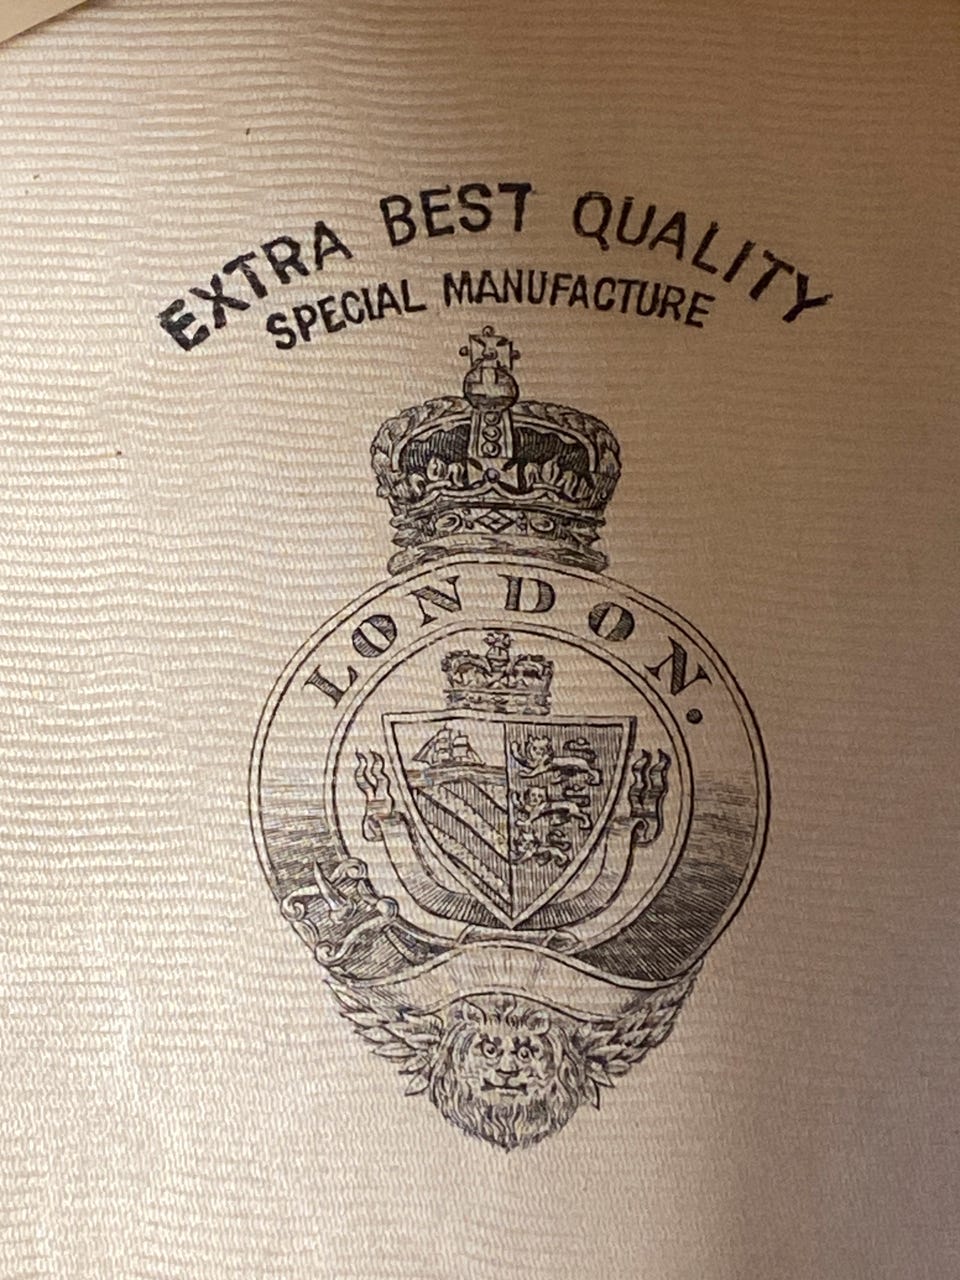 EXTRA BEST QUALITY
SPECIAL MANUFACTURE
LONDON.